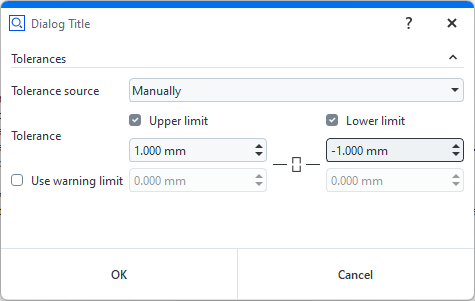 Dialog Title
?
Tolerances
Tolerance source Manually
Upper limit Lower limit
Tolerance 1.000 mm -1.000 mm
Use warning limit 0.000 mm 0.000 mm
OK Cancel